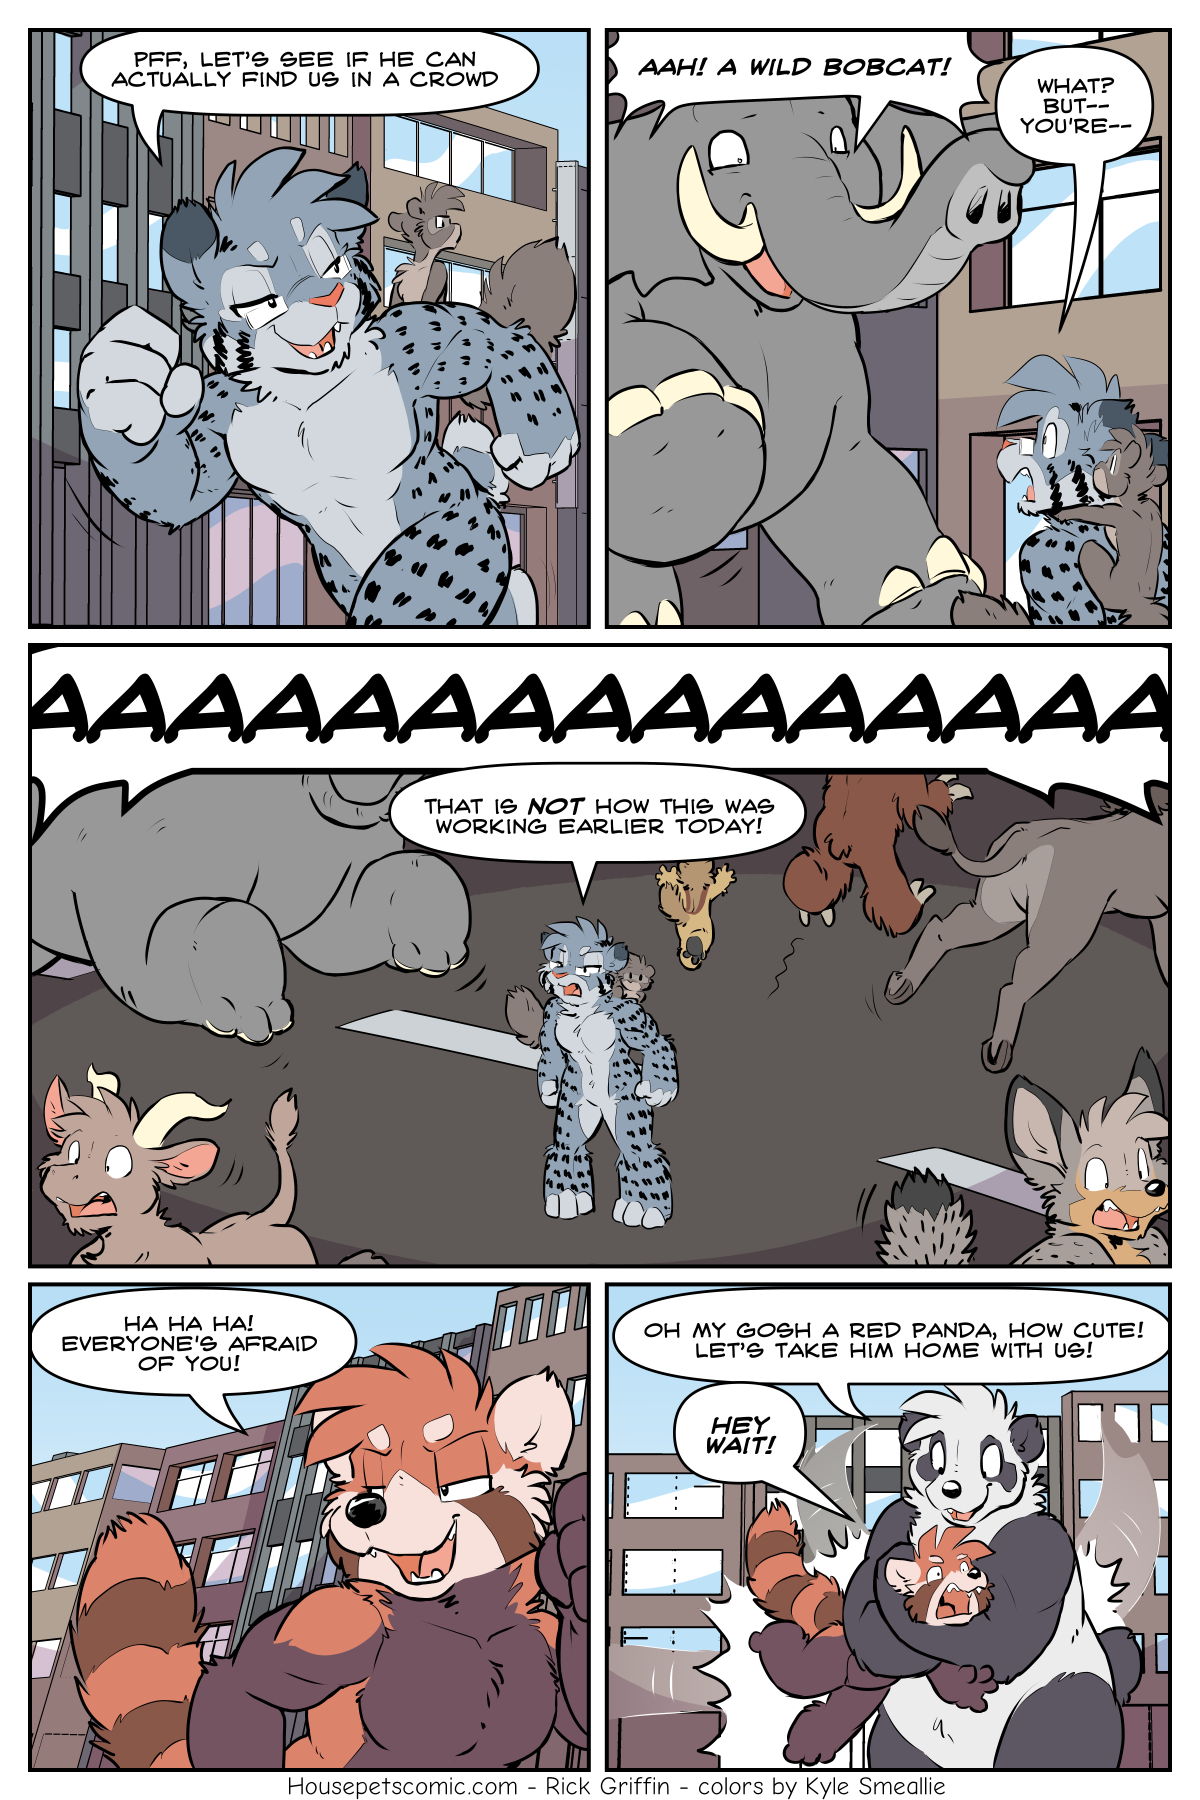 PFF, LET'S SEE IF HE CAN
ACTUALLY FIND US IN A CROWD
AAH! A WILD BOBCAT!
WHAT?
BUT--
YOU'RE--
AAAAAAAAAAAAAAA
THAT IS NOT HOW THIS WAS
WORKING EARLIER TODAY!
HA HA HA!
EVERYONE'S AFRAID
OF YOU!
OH MY GOSH A RED PANDA, HOW CUTE!
LET'S TAKE HIM HOME WITH US!
HEY
WAIT!
Housepetscomic.com - Rick Griffin - colors by Kyle Smeallie